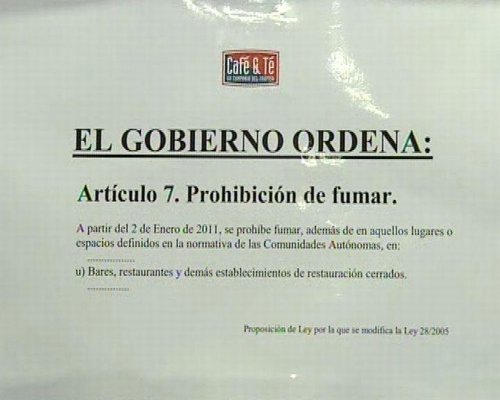 Café & Té
EL GOBIERNO ORDENA:
Artículo 7. Prohibición de fumar.
A partir del 2 de Enero de 2011, se prohibe fumar, además de en aquellos lugares o
espacios definidos en la normativa de las Comunidades Autónomas, en:
................
u) Bares, restaurantes y demás establecimientos de restauración cerrados.
..............
Proposición de Ley por la que se modifica la Ley 28/2005